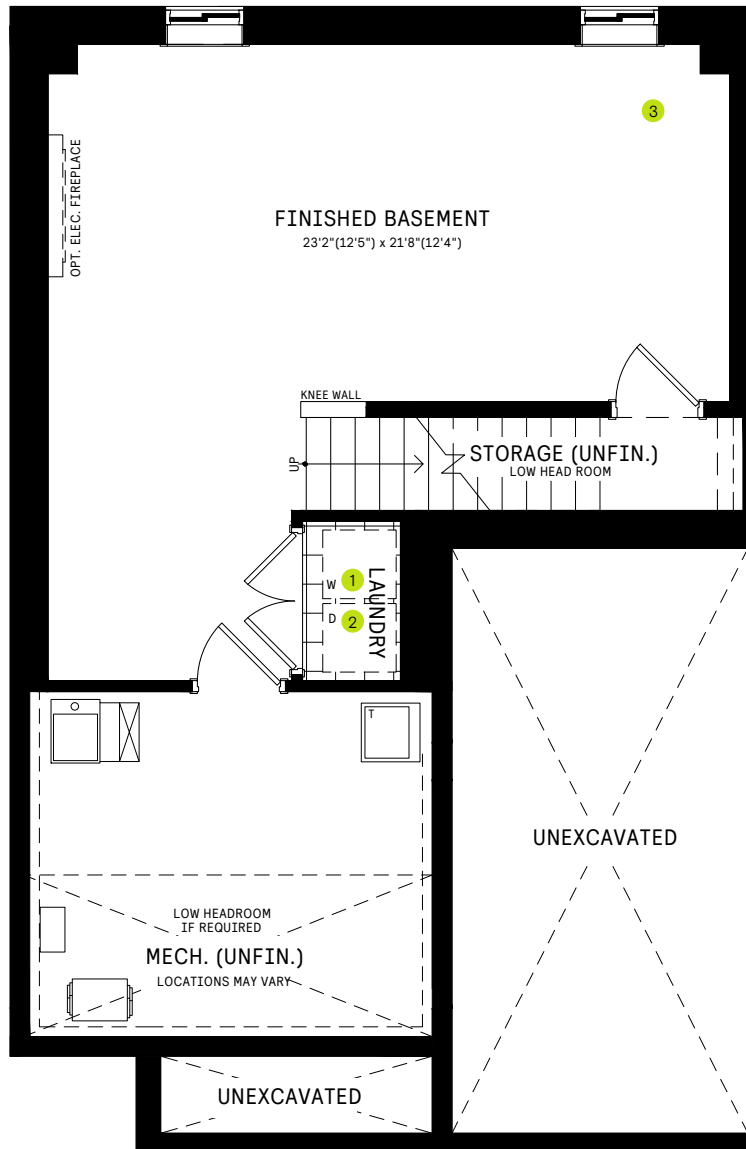 3
OPT. ELEC. FIREPLACE
FINISHED BASEMENT
23'2"(12'5") x 21'8"(12'4")
KNEE WALL
UP
STORAGE (UNFIN.)
LOW HEAD ROOM
W
1
LAUNDRY
D
2
T
UNEXCAVATED
LOW HEADROOM
IF REQUIRED
MECH. (UNFIN.)
LOCATIONS MAY VARY
UNEXCAVATED